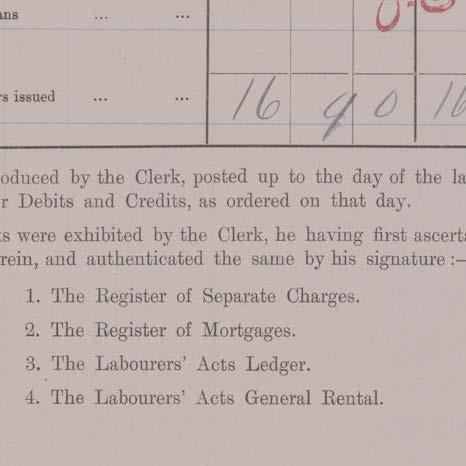 ans ... ...
rs issued ... ... 16 9 0 16
oduced by the Clerk, posted up to the day of the la
r Debits and Credits, as ordered on that day.
s were exhibited by the Clerk, he having first ascerta
rein, and authenticated the same by his signature :—
1. The Register of Separate Charges.
2. The Register of Mortgages.
3. The Labourers' Acts Ledger.
4. The Labourers' Acts General Rental.